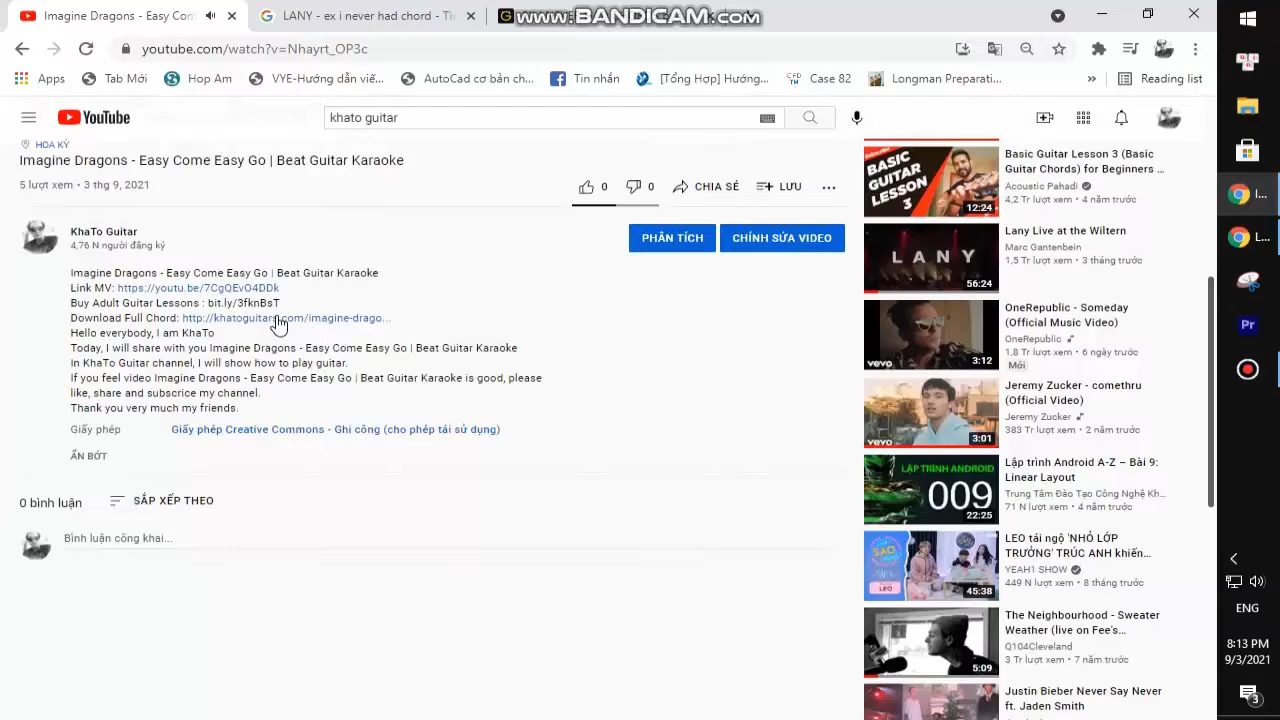 Imagine Dragons - Easy Com
LANY - ex i never had chord - Th
www.BANDICAM.com
youtube.com/watch?v=Nhayrt_OP3c
Apps
Tab Mới
Hop Am
VYE-Hướng dẫn viế...
AutoCad cơ bản ch...
Tin nhắn
[Tổng Hợp] Hướng...
Case 82
Longman Preparati...
»
Reading list
YouTube
khato guitar
HOA KỲ
Imagine Dragons - Easy Come Easy Go | Beat Guitar Karaoke
5 lượt xem • 3 thg 9, 2021
0
0
CHIA SẺ
LƯU
KhaTo Guitar
4,76 N người đăng ký
PHÂN TÍCH
CHỈNH SỬA VIDEO
Imagine Dragons - Easy Come Easy Go | Beat Guitar Karaoke
Link MV: https://youtu.be/7CgQEvO4DDk
Buy Adult Guitar Lessons : bit.ly/3fknBsT
Download Full Chord: http://khatoguitars.com/imagine-drago...
Hello everybody, I am KhaTo
Today, I will share with you Imagine Dragons - Easy Come Easy Go | Beat Guitar Karaoke
In KhaTo Guitar channel, I will show how to play guitar.
If you feel video Imagine Dragons - Easy Come Easy Go | Beat Guitar Karaoke is good, please
like, share and subscrice my channel.
Thank you very much my friends.
Giấy phép
Giấy phép Creative Commons - Ghi công (cho phép tái sử dụng)
ẨN BỚT
0 bình luận
SẮP XẾP THEO
Bình luận công khai...
BASIC
GUITAR
LESSON
3
12:24
Basic Guitar Lesson 3 (Basic
Guitar Chords) for Beginners ...
Acoustic Pahadi
4,2 Tr lượt xem • 4 năm trước
LANY
56:24
Lany Live at the Wiltern
Marc Gantenbein
1,5 Tr lượt xem • 3 tháng trước
vevo
3:12
OneRepublic - Someday
(Official Music Video)
OneRepublic
1,8 Tr lượt xem • 6 ngày trước
Mới
vevo
3:01
Jeremy Zucker - comethru
(Official Video)
Jeremy Zucker
383 Tr lượt xem • 2 năm trước
LẬP TRÌNH ANDROID
009
22:25
Lập trình Android A-Z – Bài 9:
Linear Layout
Trung Tâm Đào Tạo Công Nghệ Kh...
71 N lượt xem • 4 năm trước
SAO
LEO
45:38
LEO tái ngộ 'NHỎ LỚP
TRƯỞNG' TRÚC ANH khiến...
YEAH1 SHOW
449 N lượt xem • 8 tháng trước
5:09
The Neighbourhood - Sweater
Weather (live on Fee's...
Q104Cleveland
3 Tr lượt xem • 7 năm trước
Justin Bieber Never Say Never
ft. Jaden Smith
I...
I...
Pr
ENG
8:13 PM
9/3/2021
3